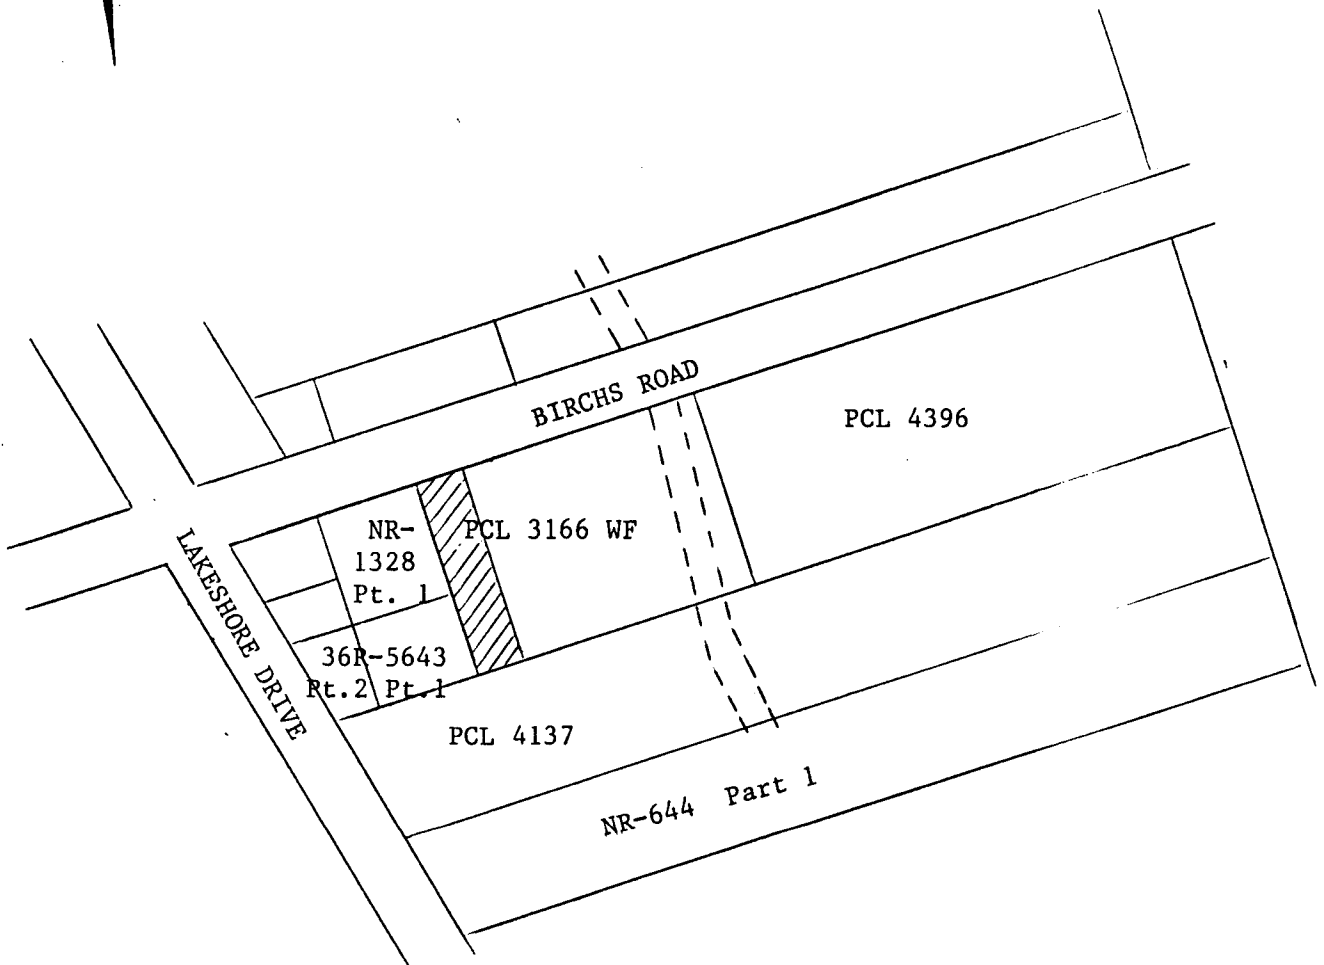 BIRCHS ROAD
PCL 4396
NR-
1328
Pt. 1
PCL 3166 WF
LAKESHORE DRIVE
36R-5643
Pt.2 Pt.1
PCL 4137
NR-644 Part 1